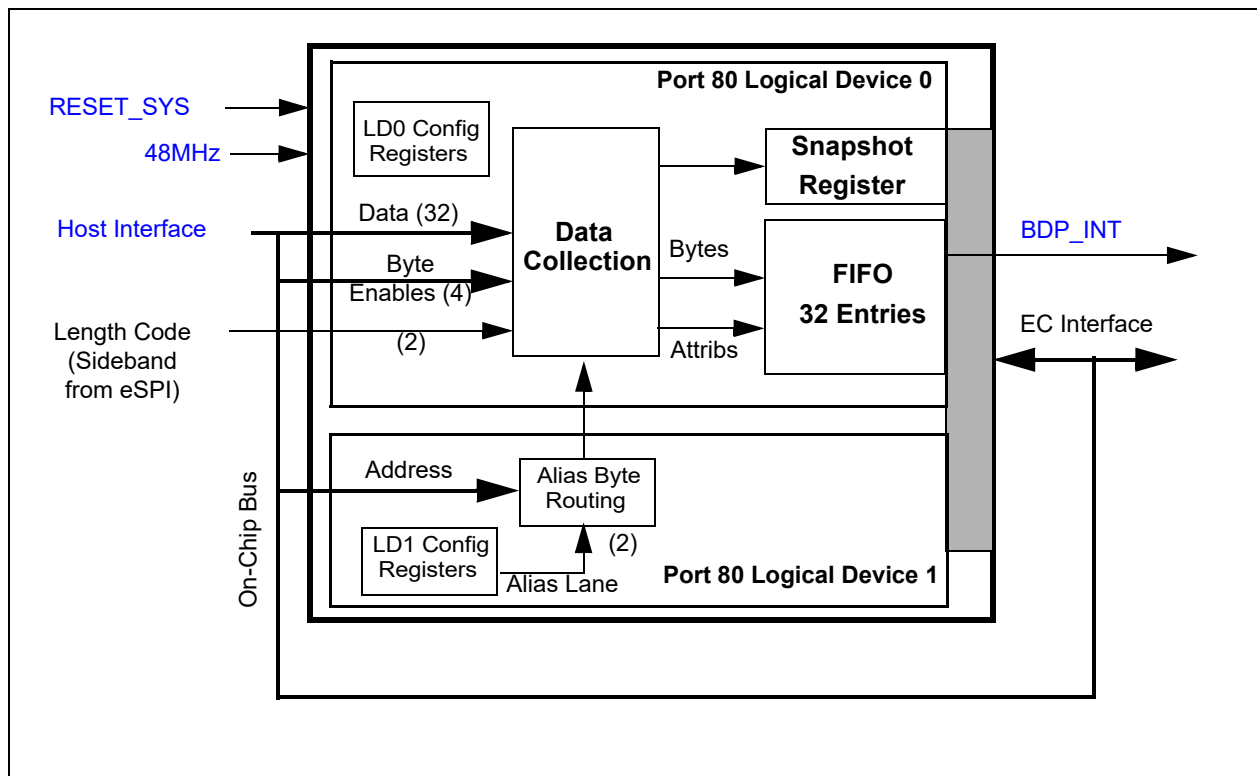 Port 80 Logical Device 0
RESET_SYS
48MHz
LD0 Config
Registers
Snapshot
Register
Host Interface
Data (32)
Data
Collection
Bytes
BDP_INT
Byte
Enables (4)
FIFO
32 Entries
Length Code
(Sideband
from eSPI)
(2)
Attribs
EC Interface
Address
Alias Byte
Routing
On-Chip Bus
LD1 Config
Registers
(2)
Alias Lane
Port 80 Logical Device 1